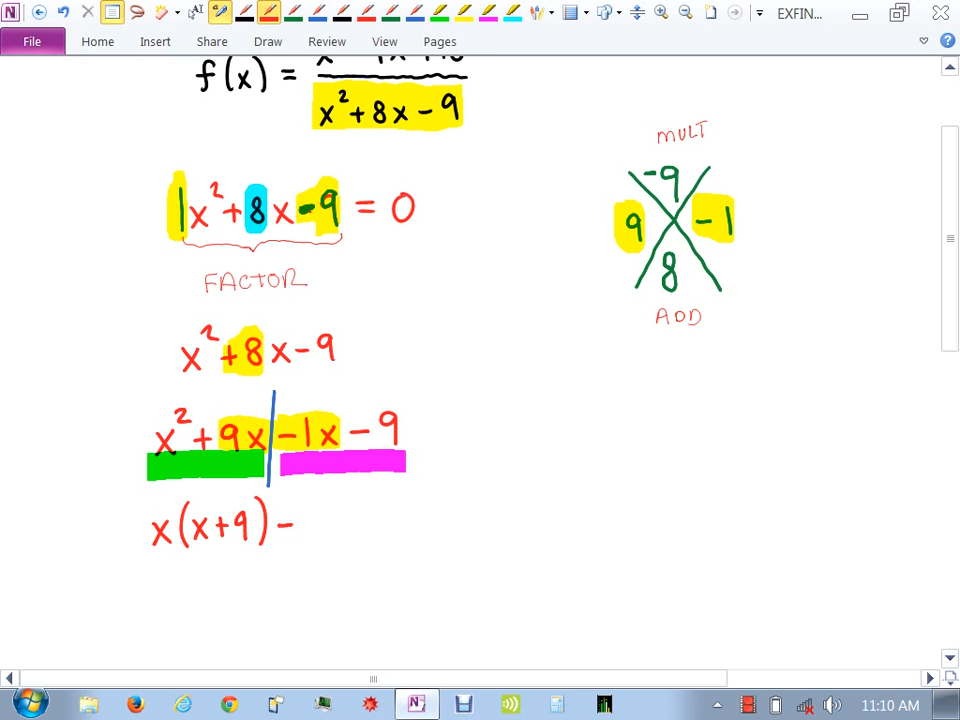 EXFIN...
File Home Insert Share Draw Review View Pages
f(x) =
x² + 8x - 9
1x² + 8x - 9 = 0
FACTOR
MULT
-9
9 -1
8
ADD
x² + 8x - 9
x² + 9x - 1x - 9
x(x+9) -
11:10 AM